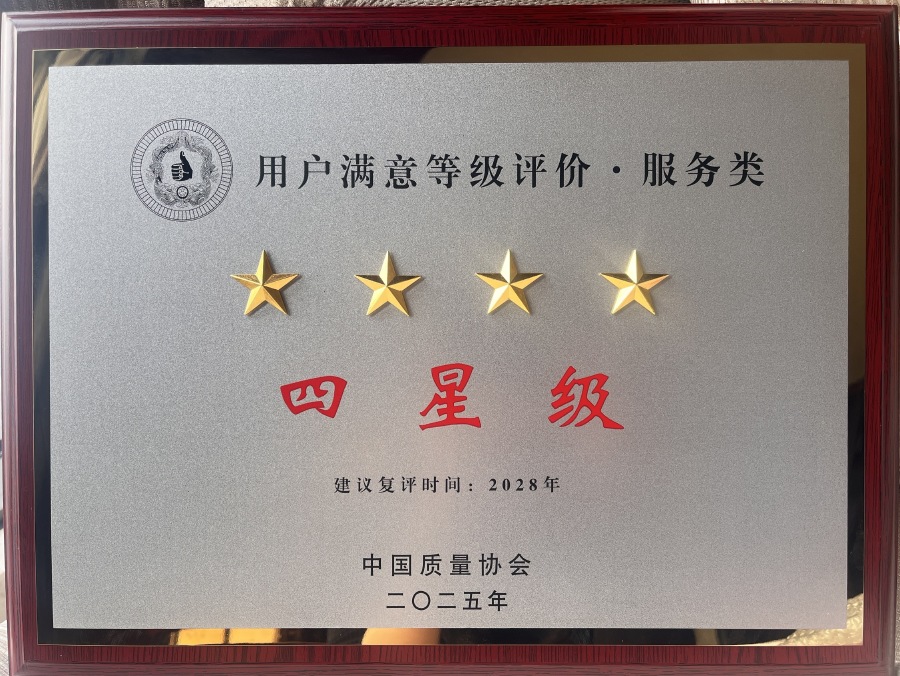 用户满意等级评价·服务类
四星级
建议复评时间：2028年
中国质量协会
二〇二五年